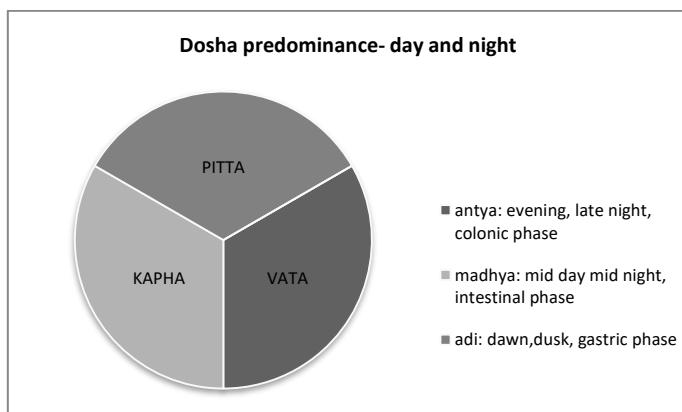 Dosha predominance- day and night
PITTA
KAPHA
VATA
antya: evening, late night,
colonic phase
madhya: mid day mid night,
intestinal phase
adi: dawn,dusk, gastric phase